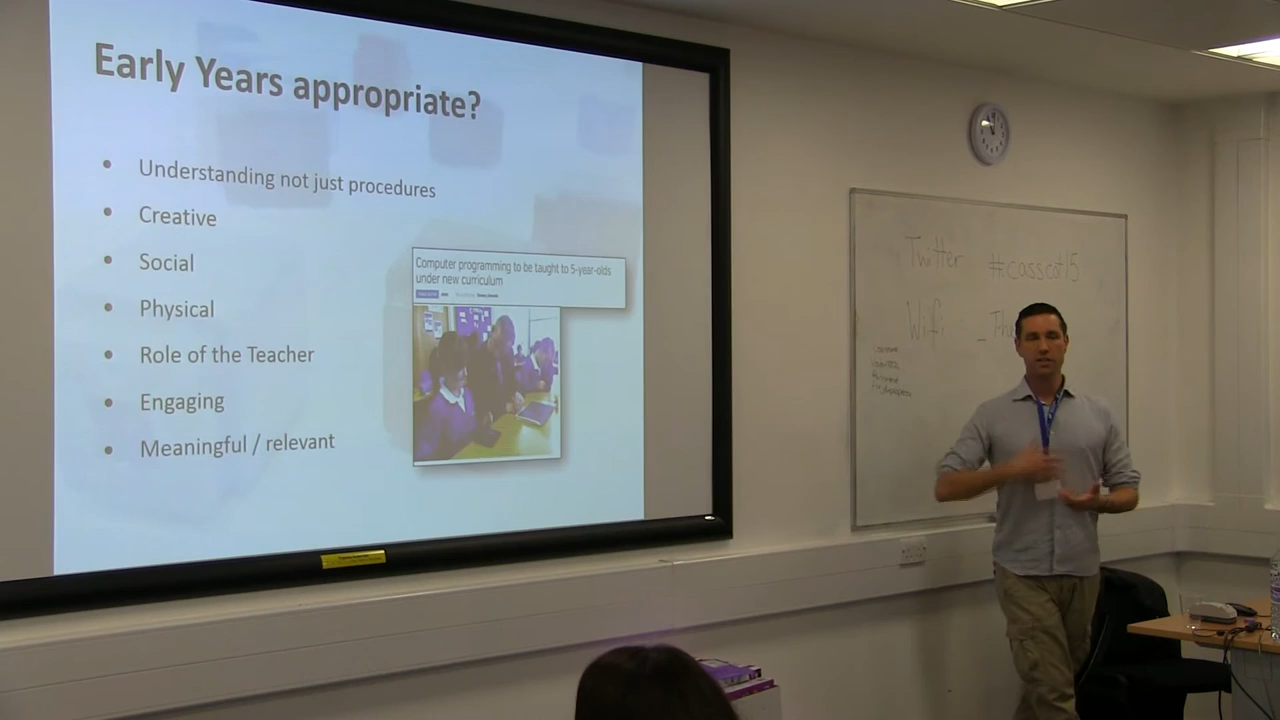 Early Years appropriate?
• Understanding not just procedures
• Creative
• Social
• Physical
• Role of the Teacher
• Engaging
• Meaningful / relevant
Computer programming to be taught to 5-year-olds
under new curriculum
Twitter #casscot15
Wifi